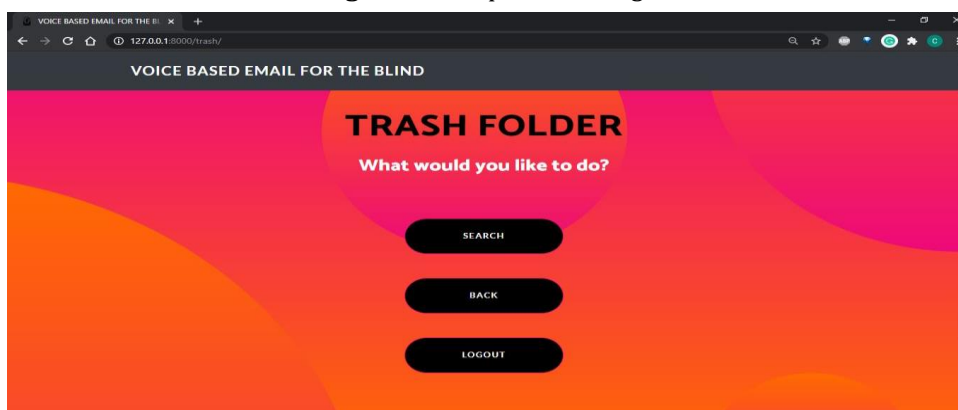 VOICE BASED EMAIL FOR THE BL
127.0.0.1:8000/trash/
VOICE BASED EMAIL FOR THE BLIND
TRASH FOLDER
What would you like to do?
SEARCH
BACK
LOGOUT